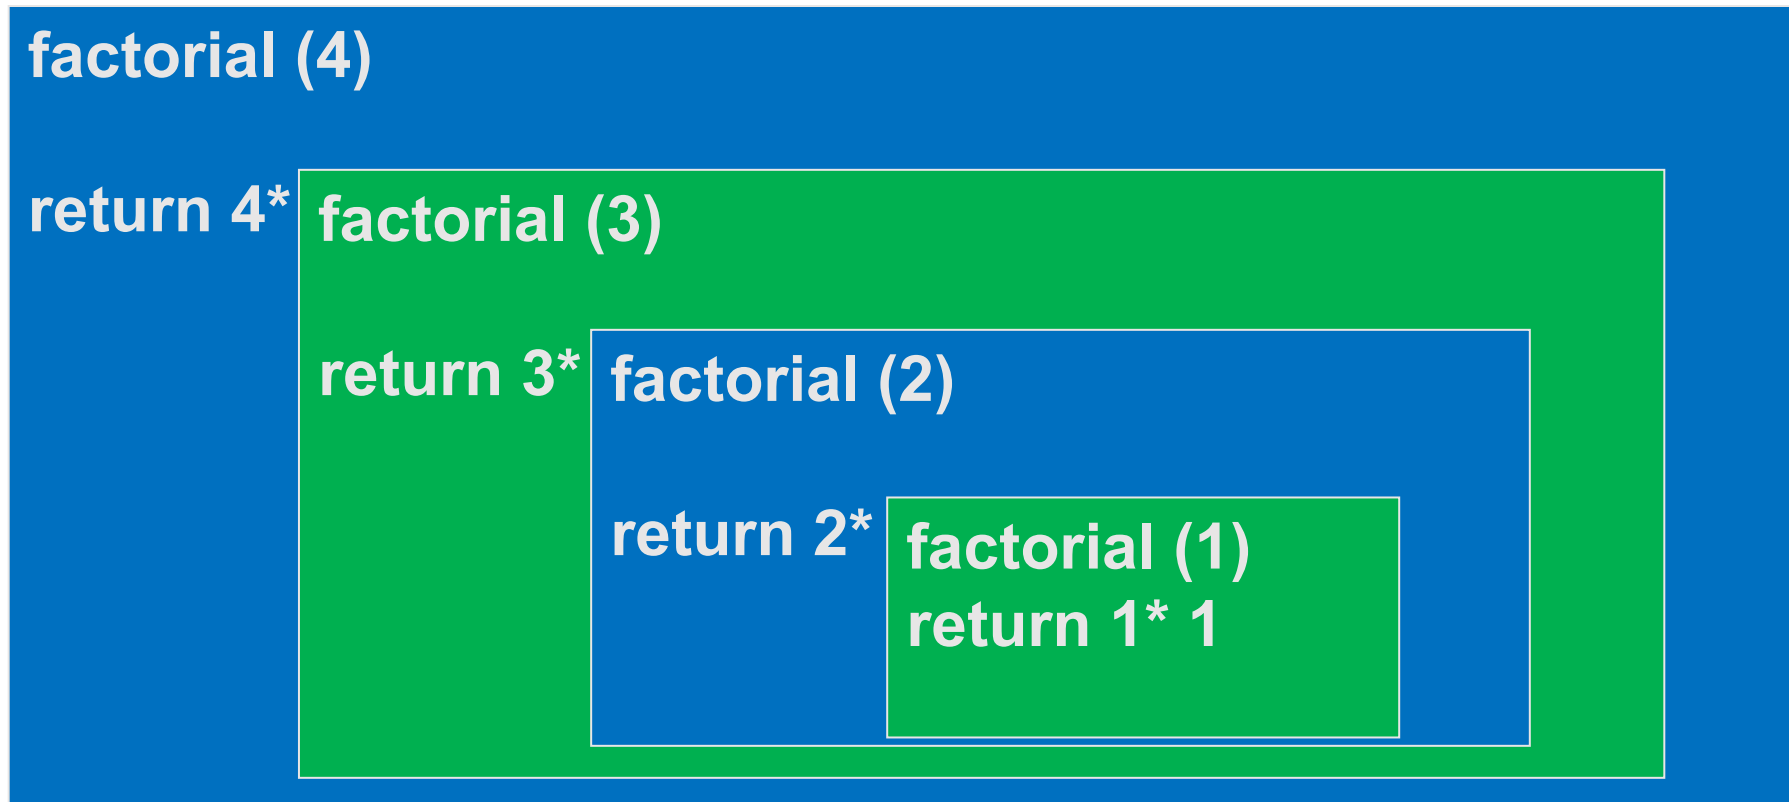 factorial (4)
return 4*
factorial (3)
return 3*
factorial (2)
return 2*
factorial (1)
return 1* 1